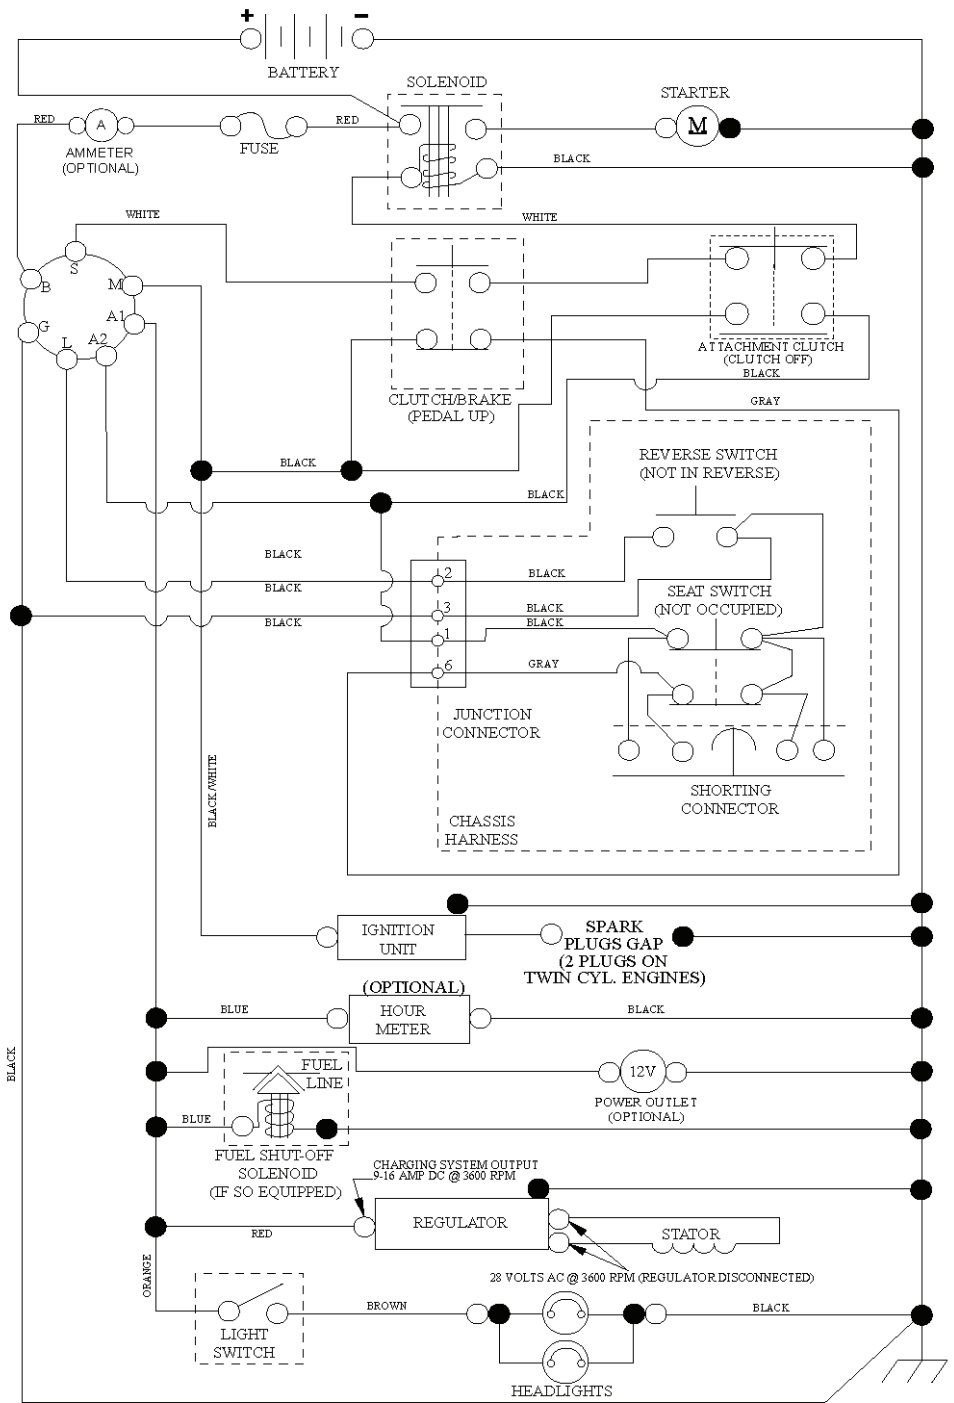 + −
BATTERY
SOLENOID
STARTER
RED
A
RED
M
AMMETER
(OPTIONAL)
FUSE
BLACK
WHITE
WHITE
S
B
M
G
A1
L
A2
ATTACHMENT CLUTCH
(CLUTCH OFF)
BLACK
CLUTCH/BRAKE
(PEDAL UP)
GRAY
BLACK
REVERSE SWITCH
(NOT IN REVERSE)
BLACK
BLACK
2
BLACK
BLACK
SEAT SWITCH
(NOT OCCUPIED)
3
BLACK
BLACK
BLACK
1
6
GRAY
JUNCTION
CONNECTOR
BLACK/WHITE
SHORTING
CONNECTOR
CHASSIS
HARNESS
IGNITION
UNIT
SPARK
PLUGS GAP
(2 PLUGS ON
TWIN CYL. ENGINES)
(OPTIONAL)
HOUR
METER
BLUE
BLACK
BLACK
FUEL
LINE
12V
POWER OUTLET
(OPTIONAL)
BLUE
FUEL SHUT-OFF
SOLENOID
(IF SO EQUIPPED)
CHARGING SYSTEM OUTPUT
9-16 AMP DC @ 3600 RPM
REGULATOR
RED
STATOR
ORANGE
28 VOLTS AC @ 3600 RPM (REGULATOR DISCONNECTED)
BROWN
BLACK
LIGHT
SWITCH
HEADLIGHTS